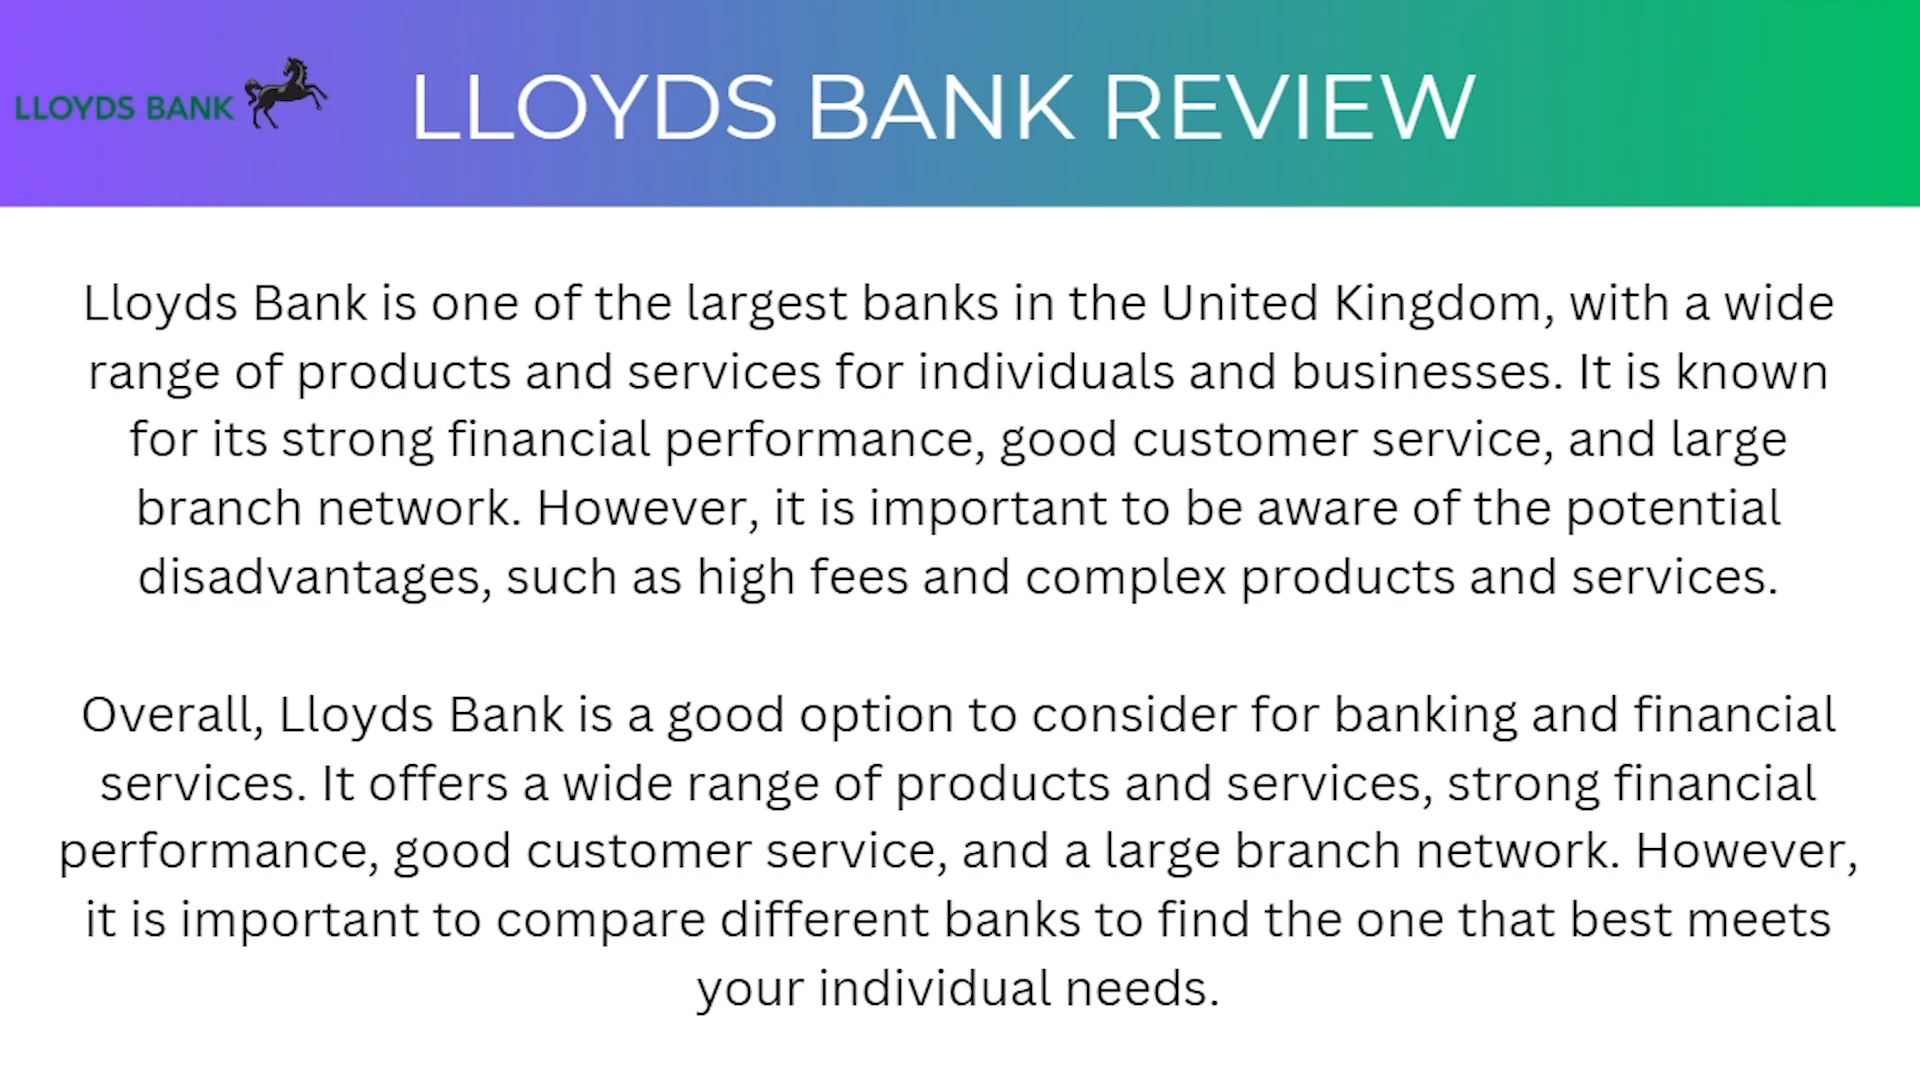 LLOYDS BANK
LLOYDS BANK REVIEW
Lloyds Bank is one of the largest banks in the United Kingdom, with a wide
range of products and services for individuals and businesses. It is known
for its strong financial performance, good customer service, and large
branch network. However, it is important to be aware of the potential
disadvantages, such as high fees and complex products and services.
Overall, Lloyds Bank is a good option to consider for banking and financial
services. It offers a wide range of products and services, strong financial
performance, good customer service, and a large branch network. However,
it is important to compare different banks to find the one that best meets
your individual needs.